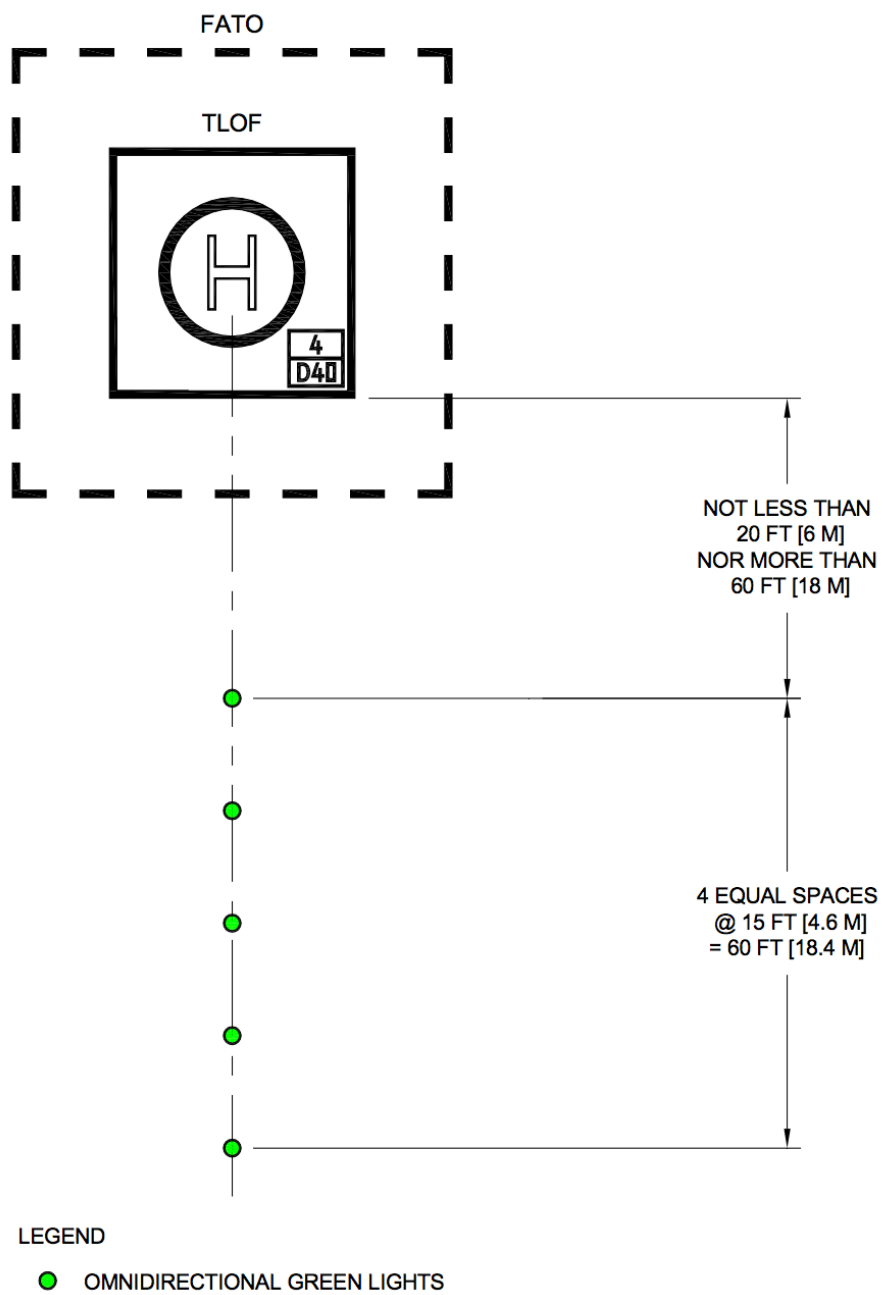 FATO
TLOF
H
4
D40
NOT LESS THAN
20 FT [6 M]
NOR MORE THAN
60 FT [18 M]
4 EQUAL SPACES
@ 15 FT [4.6 M]
= 60 FT [18.4 M]
LEGEND
OMNIDIRECTIONAL GREEN LIGHTS